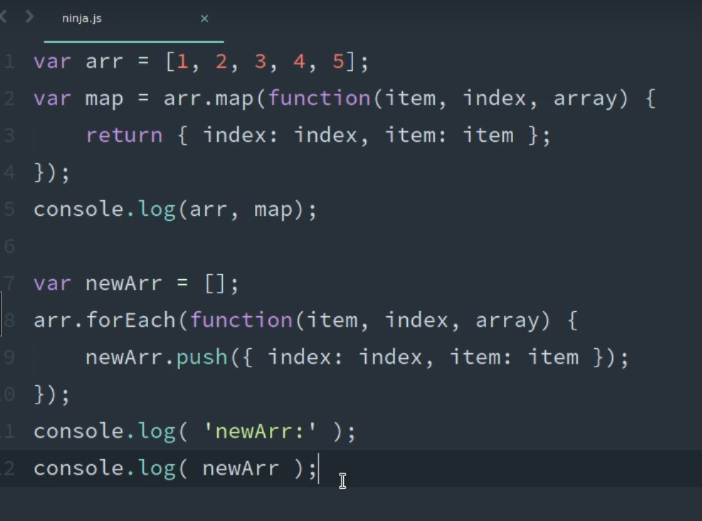 ninja.js ×
1 var arr = [1, 2, 3, 4, 5];
2 var map = arr.map(function(item, index, array) {
3     return { index: index, item: item };
4 });
5 console.log(arr, map);
6
7 var newArr = [];
8 arr.forEach(function(item, index, array) {
9     newArr.push({ index: index, item: item });
0 });
1 console.log( 'newArr:' );
2 console.log( newArr );